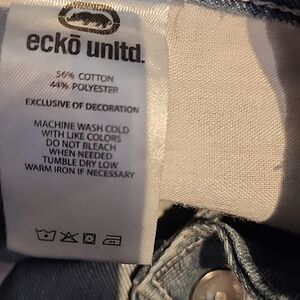 eckō unltd.
56% COTTON
44% POLYESTER
EXCLUSIVE OF DECORATION
MACHINE WASH COLD
WITH LIKE COLORS
DO NOT BLEACH
WHEN NEEDED
TUMBLE DRY LOW
WARM IRON IF NECESSARY